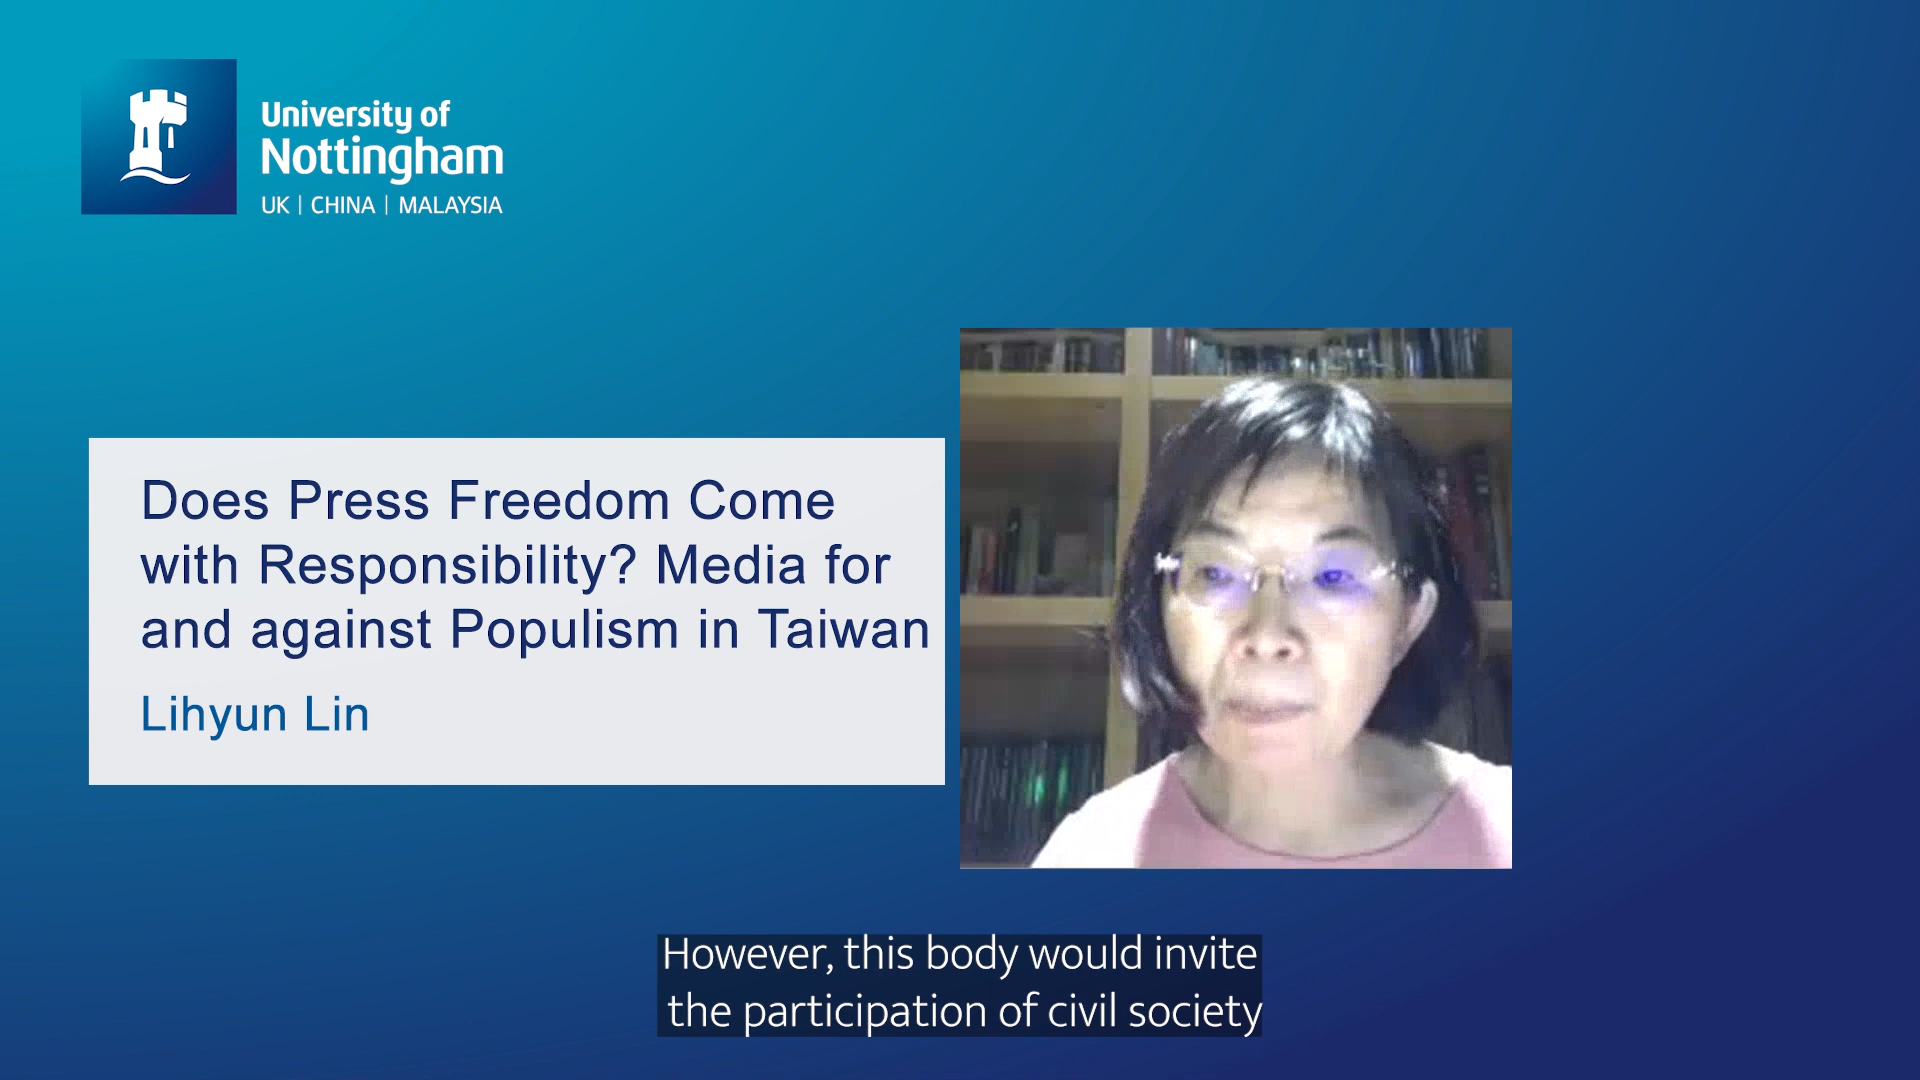 University of
Nottingham
UK | CHINA | MALAYSIA
Does Press Freedom Come
with Responsibility? Media for
and against Populism in Taiwan
Lihyun Lin
However, this body would invite
the participation of civil society